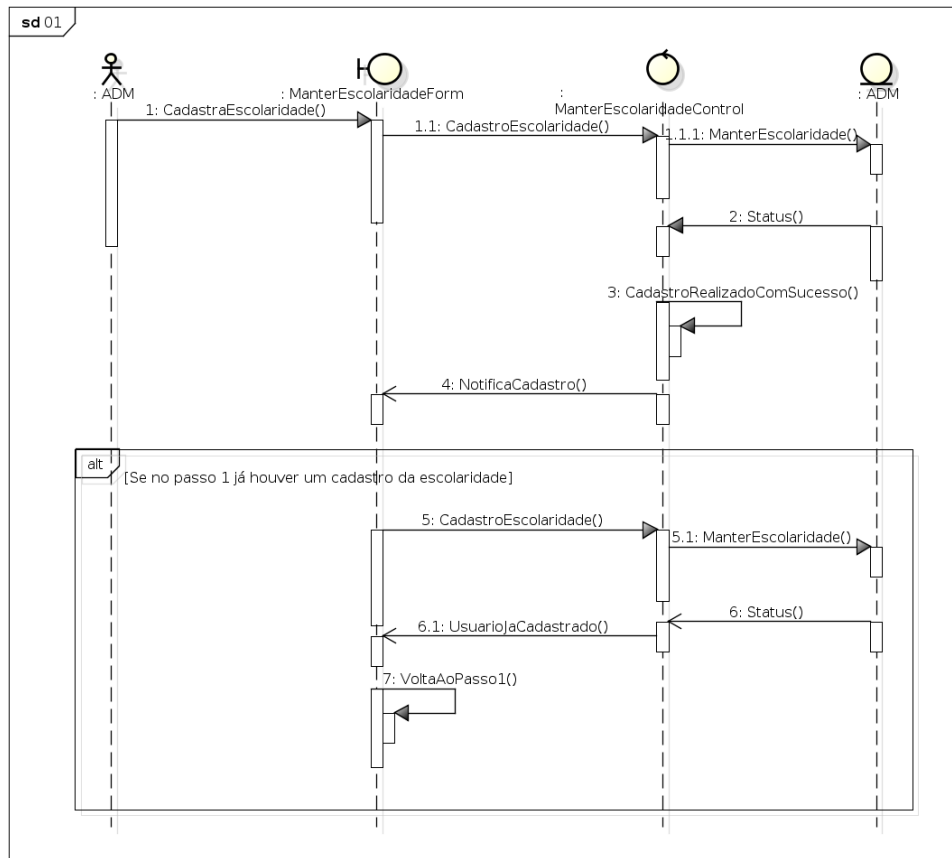 sd 01
: ADM
: ManterEscolaridadeForm
:
ManterEscolaridadeControl
: ADM
1: CadastraEscolaridade()
1.1: CadastroEscolaridade()
1.1.1: ManterEscolaridade()
2: Status()
3: CadastroRealizadoComSucesso()
4: NotificaCadastro()
alt
[Se no passo 1 já houver um cadastro da escolaridade]
5: CadastroEscolaridade()
5.1: ManterEscolaridade()
6: Status()
6.1: UsuarioJaCadastrado()
7: VoltaAoPasso1()